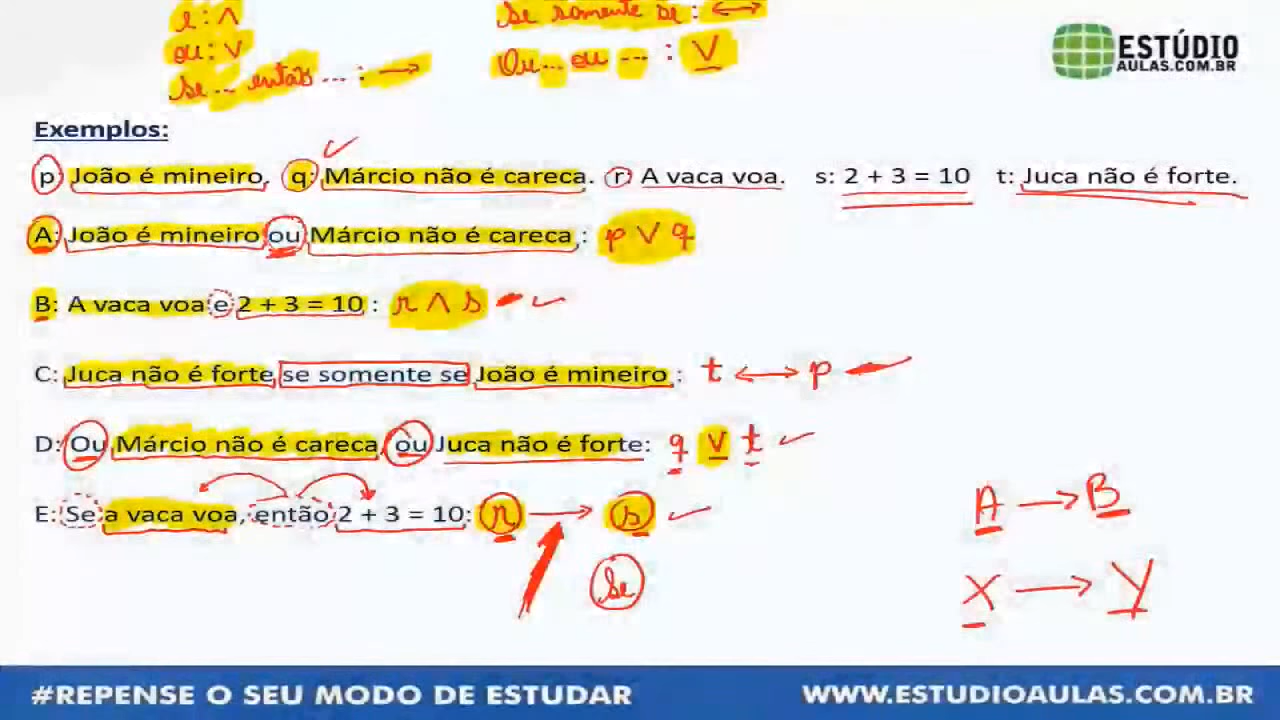 e : ∧
ou : ∨
Se ... então ... : →
Se somente se : ↔
Ou ... ou ... : V
ESTÚDIO
AULAS.COM.BR
Exemplos:
p: João é mineiro. q: Márcio não é careca. r: A vaca voa. s: 2 + 3 = 10 t: Juca não é forte.
A: João é mineiro ou Márcio não é careca,: p V q
B: A vaca voa e 2 + 3 = 10 : r ∧ s
C: Juca não é forte se somente se João é mineiro : t ↔ p
D: Ou Márcio não é careca, ou Juca não é forte: q V t
E: Se a vaca voa, então 2 + 3 = 10: r → s
Se
A → B
X → Y
#REPENSE O SEU MODO DE ESTUDAR
WWW.ESTUDIOAULAS.COM.BR